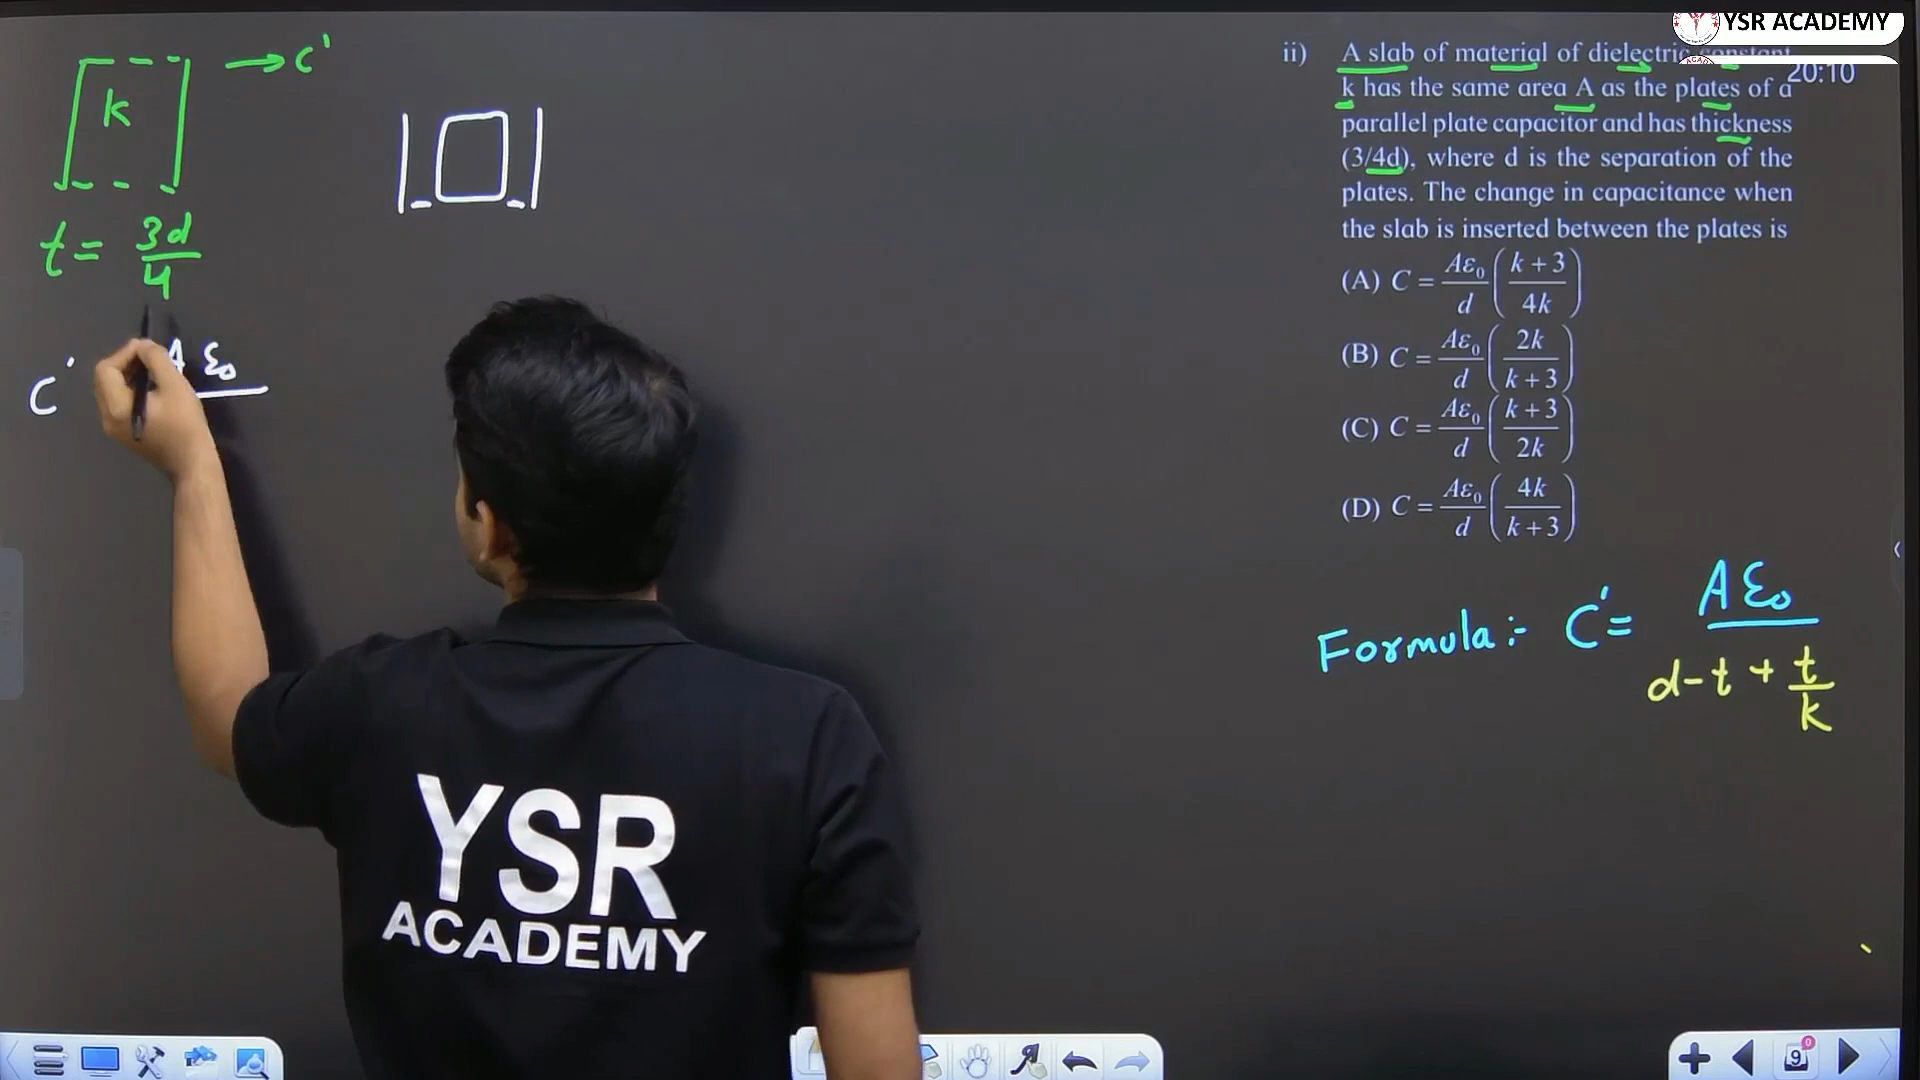 YSR ACADEMY
20:10
k
→ C'
t = 3d/4
C' Aε₀
ii) A slab of material of dielectric constant
k has the same area A as the plates of a
parallel plate capacitor and has thickness
(3/4d), where d is the separation of the
plates. The change in capacitance when
the slab is inserted between the plates is
(A) C = Aε₀/d ((k + 3)/4k)
(B) C = Aε₀/d (2k/(k + 3))
(C) C = Aε₀/d ((k + 3)/2k)
(D) C = Aε₀/d (4k/(k + 3))
Formula :- C' = Aε₀/(d - t + t/k)
YSR
ACADEMY
9
0